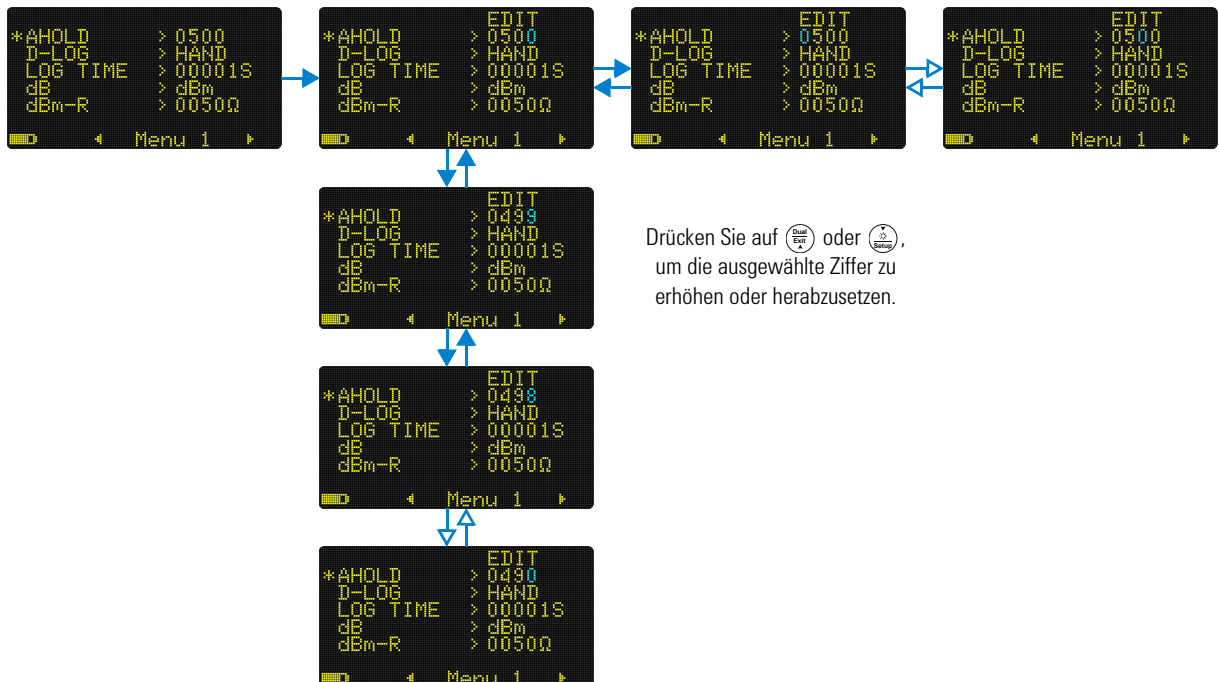 *AHOLD > 0500
D-LOG > HAND
LOG TIME > 00001S
dB > dBm
dBm-R > 0050Ω
Menu 1
EDIT
*AHOLD > 0500
D-LOG > HAND
LOG TIME > 00001S
dB > dBm
dBm-R > 0050Ω
Menu 1
EDIT
*AHOLD > 0500
D-LOG > HAND
LOG TIME > 00001S
dB > dBm
dBm-R > 0050Ω
Menu 1
EDIT
*AHOLD > 0500
D-LOG > HAND
LOG TIME > 00001S
dB > dBm
dBm-R > 0050Ω
Menu 1
EDIT
*AHOLD > 0499
D-LOG > HAND
LOG TIME > 00001S
dB > dBm
dBm-R > 0050Ω
Menu 1
Drücken Sie auf Dual Exit oder Setup,
um die ausgewählte Ziffer zu
erhöhen oder herabzusetzen.
EDIT
*AHOLD > 0498
D-LOG > HAND
LOG TIME > 00001S
dB > dBm
dBm-R > 0050Ω
Menu 1
EDIT
*AHOLD > 0490
D-LOG > HAND
LOG TIME > 00001S
dB > dBm
dBm-R > 0050Ω
Menu 1